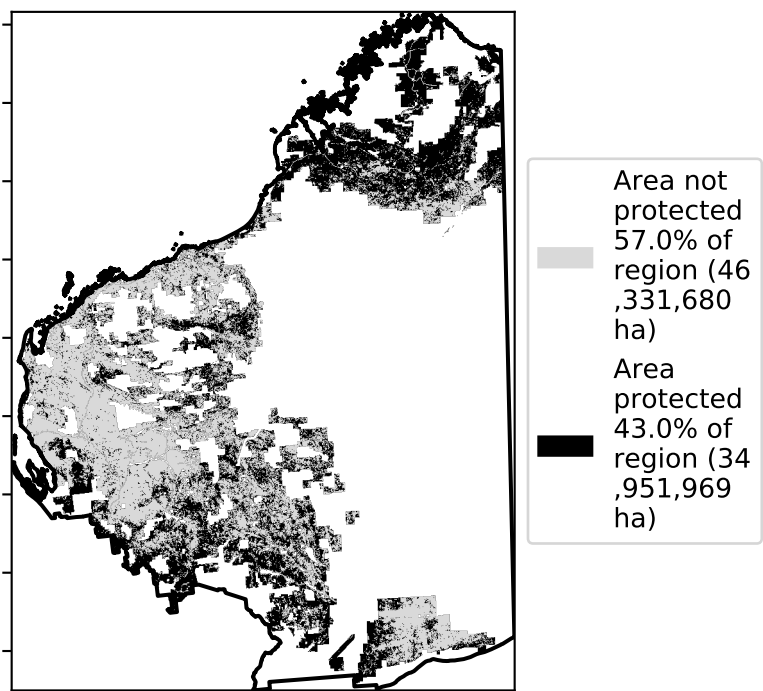 Area not
protected
57.0% of
region (46
,331,680
ha)
Area
protected
43.0% of
region (34
,951,969
ha)